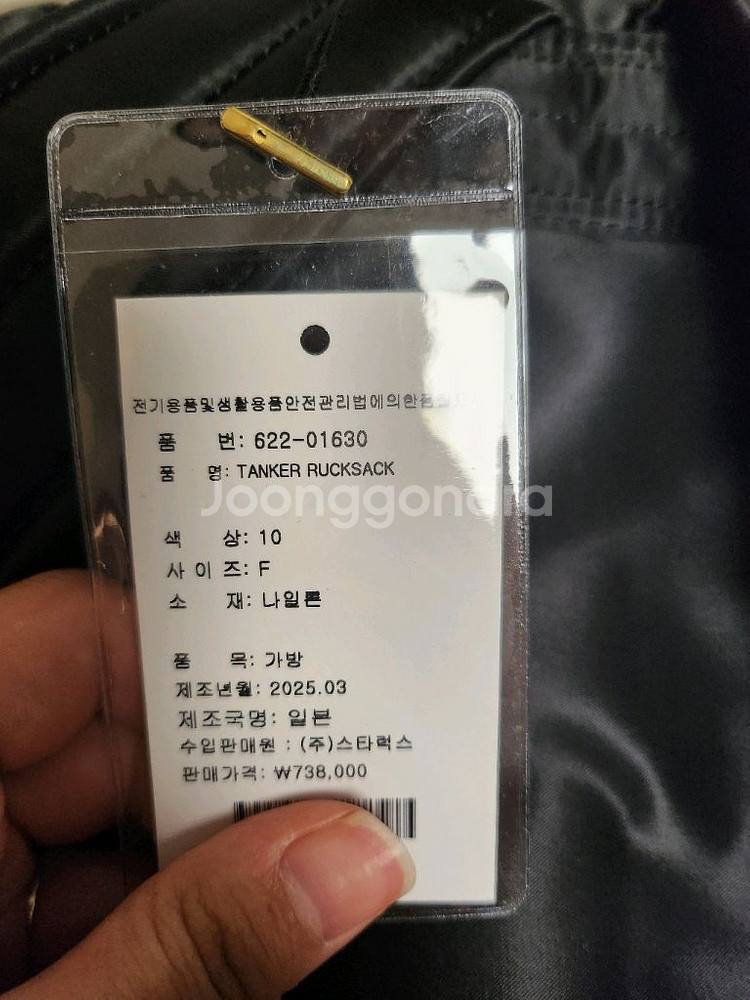 전기용품및생활용품안전관리법에의한
품 번: 622-01630
품 명: TANKER RUCKSACK
Joonggonara
색 상: 10
사 이 즈: F
소 재: 나일론
품 목: 가방
제조년월: 2025.03
제조국명: 일본
수입판매원 : (주)스타럭스
판매가격: ₩738,000